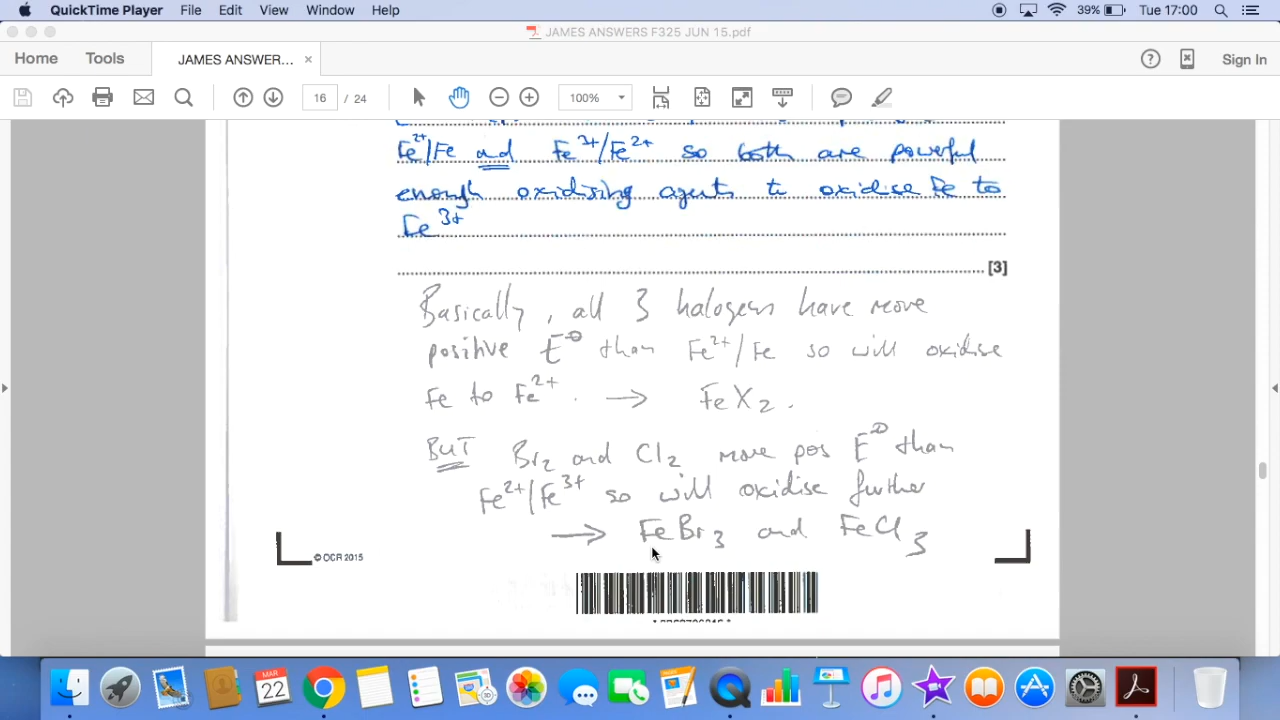 QuickTime Player File Edit View Window Help 39% Tue 17:00
JAMES ANSWERS F325 JUN 15.pdf
Home Tools JAMES ANSWER... × Sign In
16 / 24 100%
Fe²⁺/Fe and Fe³⁺/Fe²⁺ so both are powerful
enough oxidising agents to oxidise Fe to
Fe³⁺
[3]
Basically, all 3 halogens have more
positive E⦵ than Fe²⁺/Fe so will oxidise
Fe to Fe²⁺. → FeX₂.
BUT Br₂ and Cl₂ more pos E⦵ than
Fe²⁺/Fe³⁺ so will oxidise further
→ FeBr₃ and FeCl₃
© OCR 2015
MAR
22